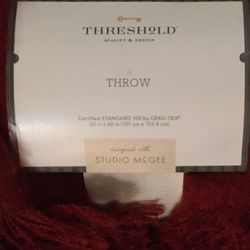 THRESHOLD
QUALITY & DESIGN
THROW
Certified STANDARD 100 by OEKO-TEX®
50 in x 60 in (127 cm x 152.4 cm)
designed with
STUDIO McGEE